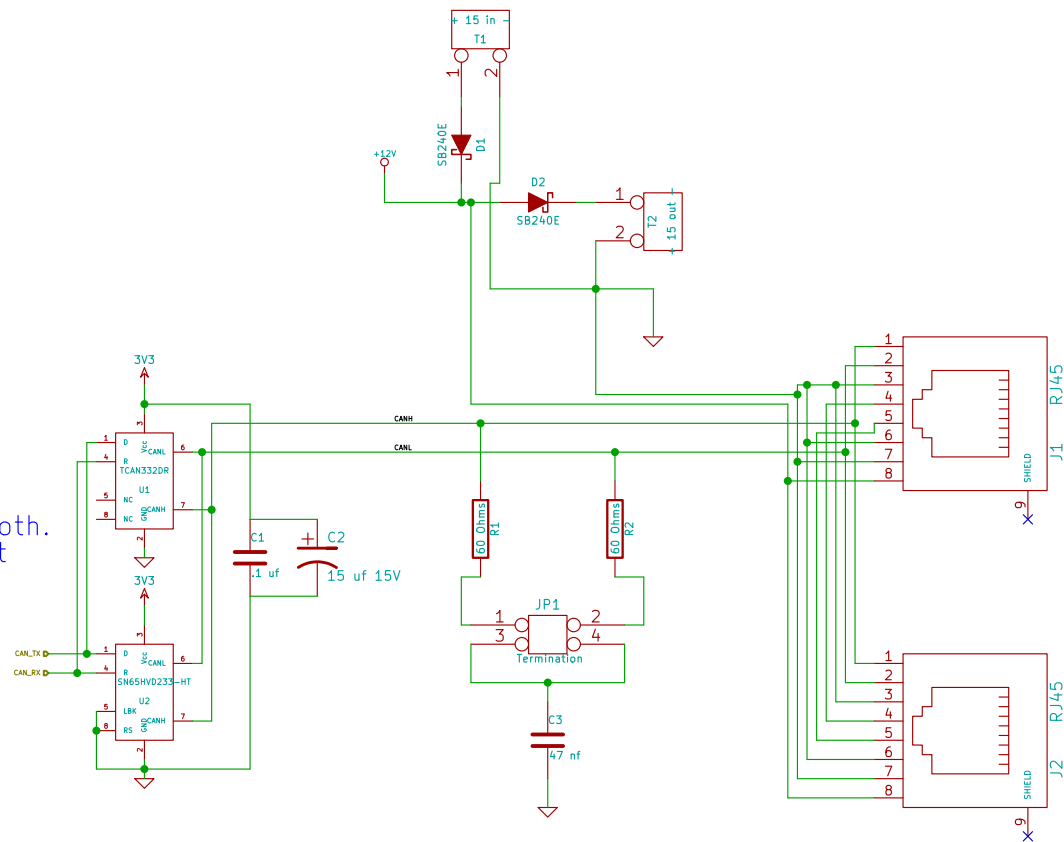 + 15 in -
T1
1
2
SB240E
D1
+12V
D2
SB240E
1
2
T2
+ 15 out -
3V3
3
1
D
Vcc
CANL
6
4
R
TCAN332DR
U1
5
NC
CANH
7
8
NC
GND
2
CANH
CANL
oth.
t
C1
.1 uf
C2
15 uf 15V
60 Ohms
R1
60 Ohms
R2
JP1
1
2
3
4
Termination
C3
47 nf
3V3
3
CAN_TX
CAN_RX
1
D
Vcc
CANL
6
4
R
SN65HVD233-HT
U2
5
LBK
CANH
7
8
RS
GND
2
1
2
3
4
5
6
7
8
SHIELD
9
RJ45
J1
1
2
3
4
5
6
7
8
SHIELD
9
RJ45
J2